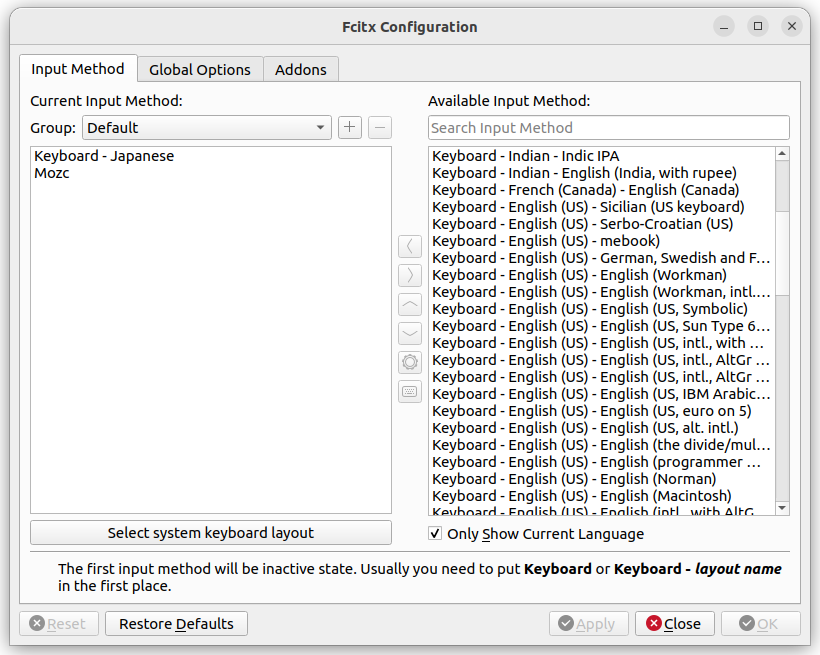 Fcitx Configuration
Input Method
Global Options
Addons
Current Input Method:
Group: Default
Keyboard - Japanese
Mozc
Select system keyboard layout
Available Input Method:
Search Input Method
Keyboard - Indian - Indic IPA
Keyboard - Indian - English (India, with rupee)
Keyboard - French (Canada) - English (Canada)
Keyboard - English (US) - Sicilian (US keyboard)
Keyboard - English (US) - Serbo-Croatian (US)
Keyboard - English (US) - mebook)
Keyboard - English (US) - German, Swedish and F...
Keyboard - English (US) - English (Workman)
Keyboard - English (US) - English (Workman, intl....
Keyboard - English (US) - English (US, Symbolic)
Keyboard - English (US) - English (US, Sun Type 6...
Keyboard - English (US) - English (US, intl., with ...
Keyboard - English (US) - English (US, intl., AltGr ...
Keyboard - English (US) - English (US, intl., AltGr ...
Keyboard - English (US) - English (US, IBM Arabic...
Keyboard - English (US) - English (US, euro on 5)
Keyboard - English (US) - English (US, alt. intl.)
Keyboard - English (US) - English (the divide/mul...
Keyboard - English (US) - English (programmer ...
Keyboard - English (US) - English (Norman)
Keyboard - English (US) - English (Macintosh)
Keyboard - English (US) - English (intl., with AltG
Only Show Current Language
The first input method will be inactive state. Usually you need to put Keyboard or Keyboard - layout name
in the first place.
Reset
Restore Defaults
Apply
Close
OK